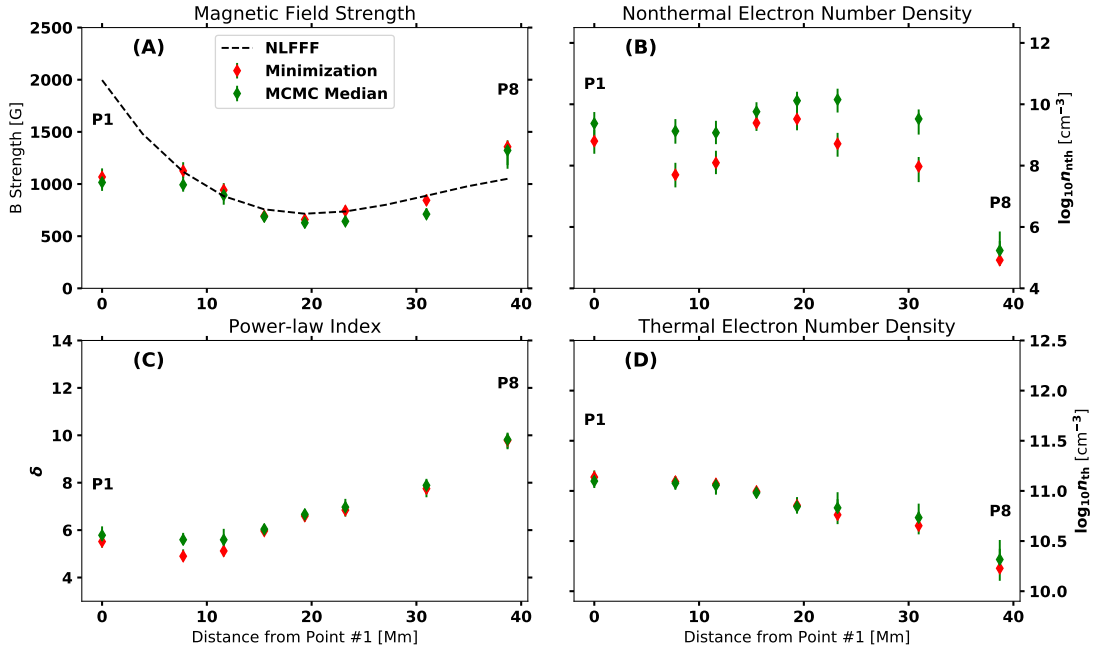 Magnetic Field Strength
(A)
NLFFF
Minimization
MCMC Median
P1
P8
B Strength [G]
2500
2000
1500
1000
500
0
0 10 20 30 40
Nonthermal Electron Number Density
(B)
P1
P8
12
10
8
6
4
log₁₀nₙₜₕ [cm⁻³]
0 10 20 30 40
Power-law Index
(C)
P1
P8
δ
14
12
10
8
6
4
0 10 20 30 40
Distance from Point #1 [Mm]
Thermal Electron Number Density
(D)
P1
P8
12.5
12.0
11.5
11.0
10.5
10.0
log₁₀nₜₕ [cm⁻³]
0 10 20 30 40
Distance from Point #1 [Mm]